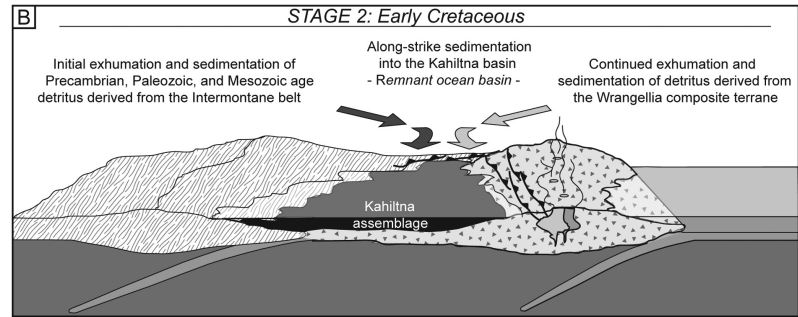 B
STAGE 2: Early Cretaceous
Initial exhumation and sedimentation of
Precambrian, Paleozoic, and Mesozoic age
detritus derived from the Intermontane belt
Along-strike sedimentation
into the Kahiltna basin
- Remnant ocean basin -
Continued exhumation and
sedimentation of detritus derived from
the Wrangellia composite terrane
Kahiltna
assemblage